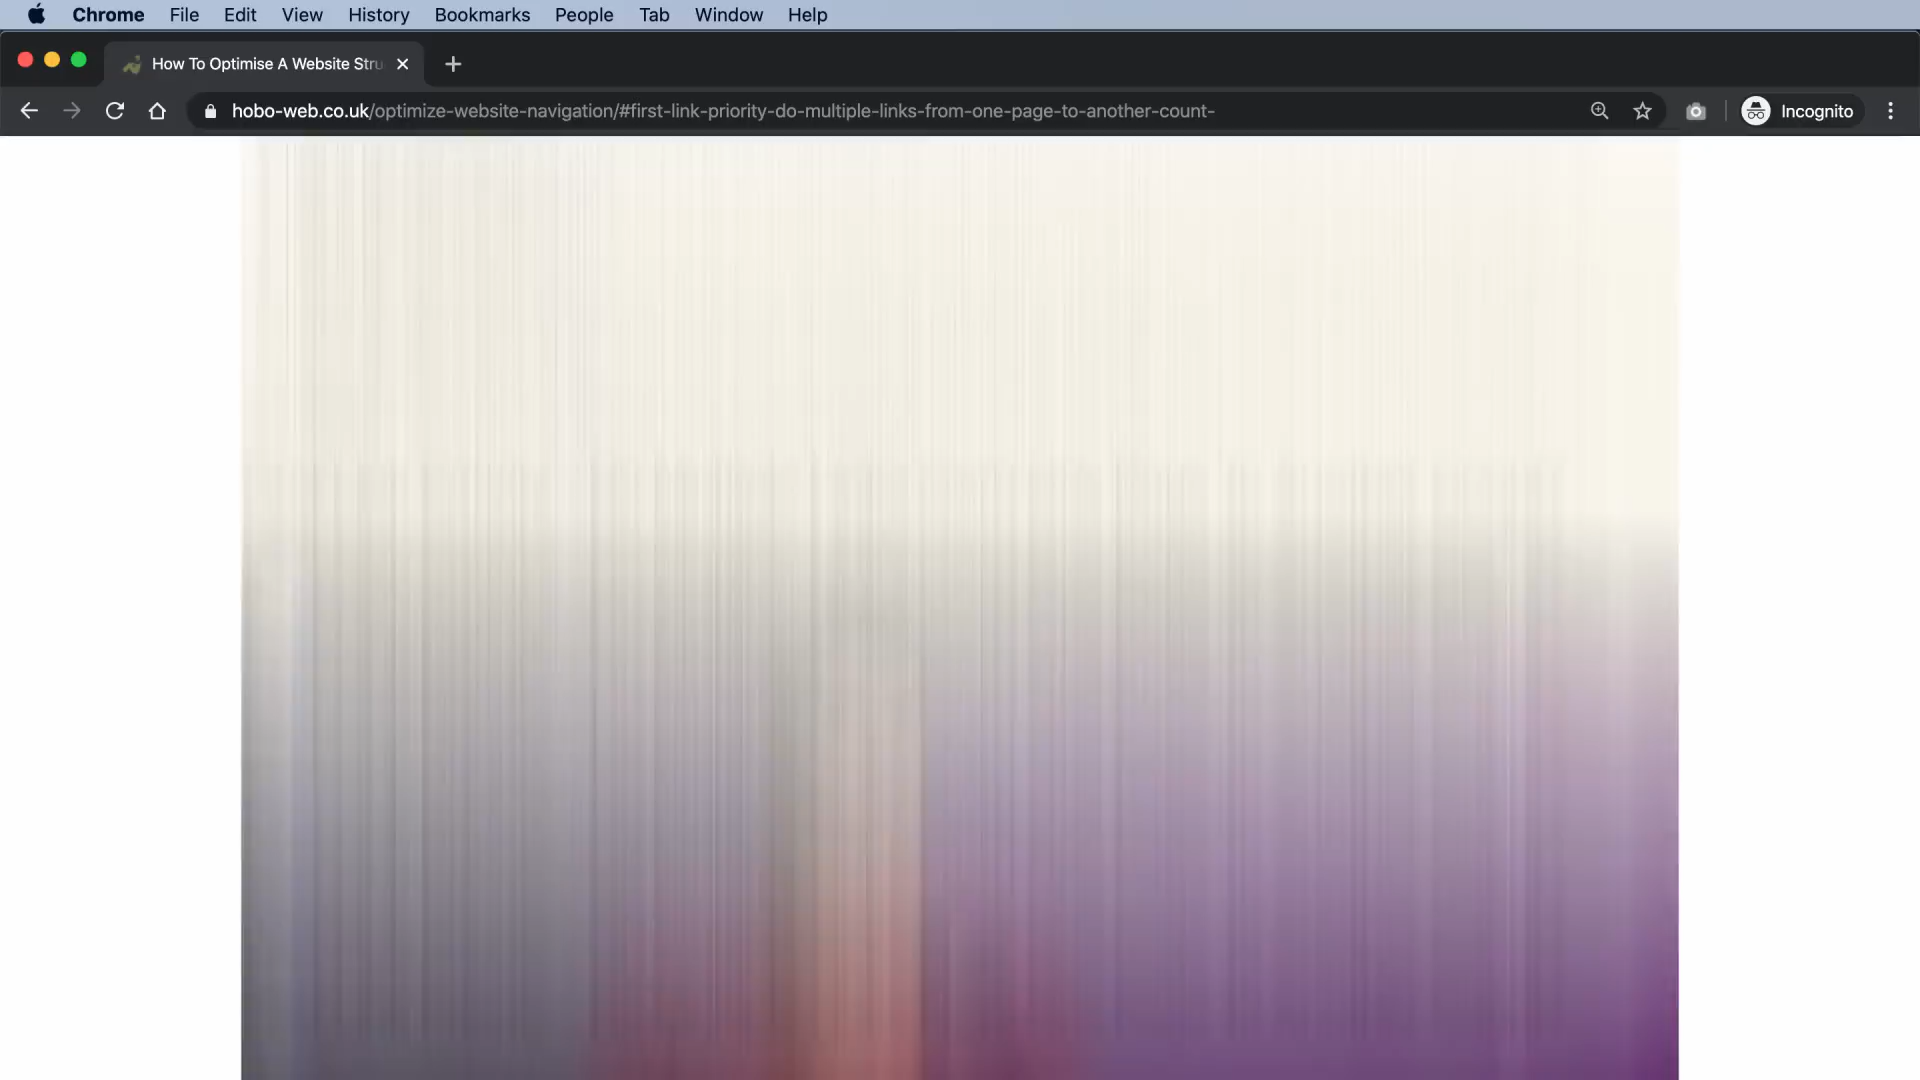 Chrome File Edit View History Bookmarks People Tab Window Help
How To Optimise A Website Stru
hobo-web.co.uk/optimize-website-navigation/#first-link-priority-do-multiple-links-from-one-page-to-another-count- Incognito